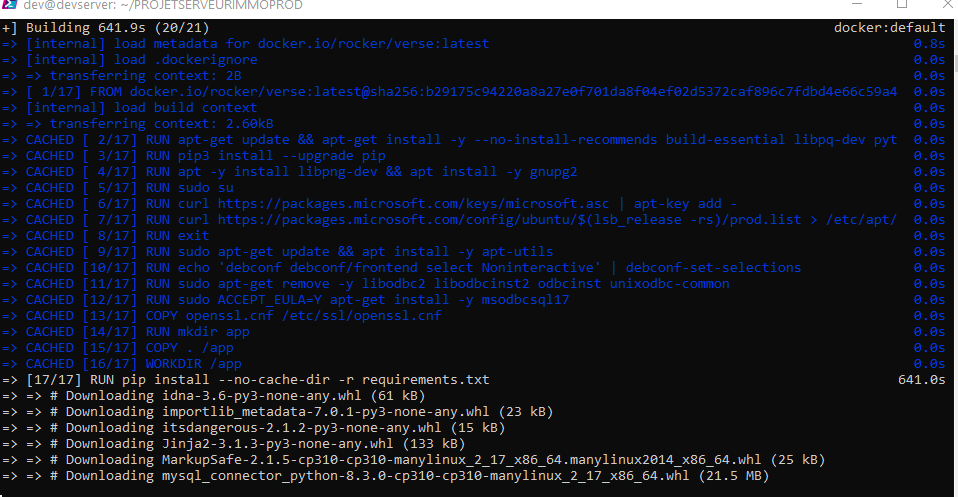 dev@devserver: ~/PROJETSERVEURIMMOPROD
+] Building 641.9s (20/21) docker:default
=> [internal] load metadata for docker.io/rocker/verse:latest 0.8s
=> [internal] load .dockerignore 0.0s
=> => transferring context: 2B 0.0s
=> [ 1/17] FROM docker.io/rocker/verse:latest@sha256:b29175c94220a8a27e0f701da8f04ef02d5372caf896c7fdbd4e66c59a4 0.0s
=> [internal] load build context 0.0s
=> => transferring context: 2.60kB 0.0s
=> CACHED [ 2/17] RUN apt-get update && apt-get install -y --no-install-recommends build-essential libpq-dev pyt 0.0s
=> CACHED [ 3/17] RUN pip3 install --upgrade pip 0.0s
=> CACHED [ 4/17] RUN apt -y install libpng-dev && apt install -y gnupg2 0.0s
=> CACHED [ 5/17] RUN sudo su 0.0s
=> CACHED [ 6/17] RUN curl https://packages.microsoft.com/keys/microsoft.asc | apt-key add - 0.0s
=> CACHED [ 7/17] RUN curl https://packages.microsoft.com/config/ubuntu/$(lsb_release -rs)/prod.list > /etc/apt/ 0.0s
=> CACHED [ 8/17] RUN exit 0.0s
=> CACHED [ 9/17] RUN sudo apt-get update && apt install -y apt-utils 0.0s
=> CACHED [10/17] RUN echo 'debconf debconf/frontend select Noninteractive' | debconf-set-selections 0.0s
=> CACHED [11/17] RUN sudo apt-get remove -y libodbc2 libodbcinst2 odbcinst unixodbc-common 0.0s
=> CACHED [12/17] RUN sudo ACCEPT_EULA=Y apt-get install -y msodbcsql17 0.0s
=> CACHED [13/17] COPY openssl.cnf /etc/ssl/openssl.cnf 0.0s
=> CACHED [14/17] RUN mkdir app 0.0s
=> CACHED [15/17] COPY . /app 0.0s
=> CACHED [16/17] WORKDIR /app 0.0s
=> [17/17] RUN pip install --no-cache-dir -r requirements.txt 641.0s
=> => # Downloading idna-3.6-py3-none-any.whl (61 kB)
=> => # Downloading importlib_metadata-7.0.1-py3-none-any.whl (23 kB)
=> => # Downloading itsdangerous-2.1.2-py3-none-any.whl (15 kB)
=> => # Downloading Jinja2-3.1.3-py3-none-any.whl (133 kB)
=> => # Downloading MarkupSafe-2.1.5-cp310-cp310-manylinux_2_17_x86_64.manylinux2014_x86_64.whl (25 kB)
=> => # Downloading mysql_connector_python-8.3.0-cp310-cp310-manylinux_2_17_x86_64.whl (21.5 MB)